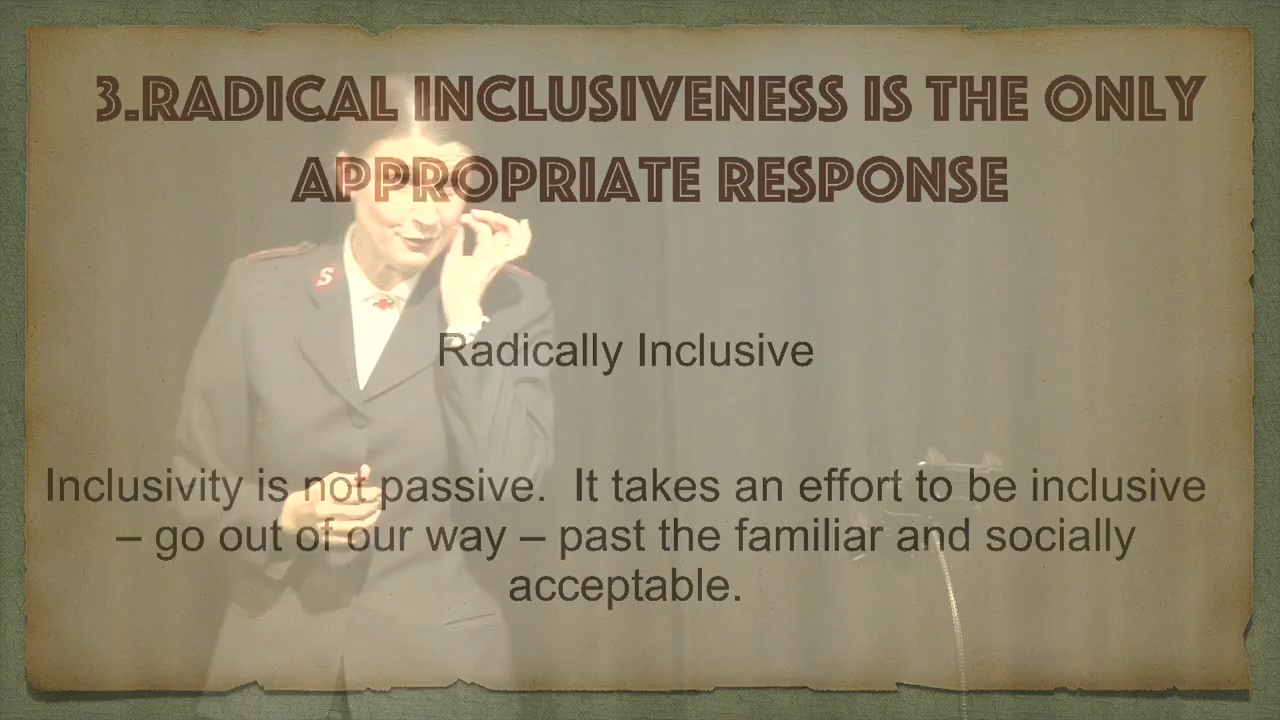 3.RADICAL INCLUSIVENESS IS THE ONLY
APPROPRIATE RESPONSE
S
Radically Inclusive
Inclusivity is not passive.  It takes an effort to be inclusive
– go out of our way – past the familiar and socially
acceptable.